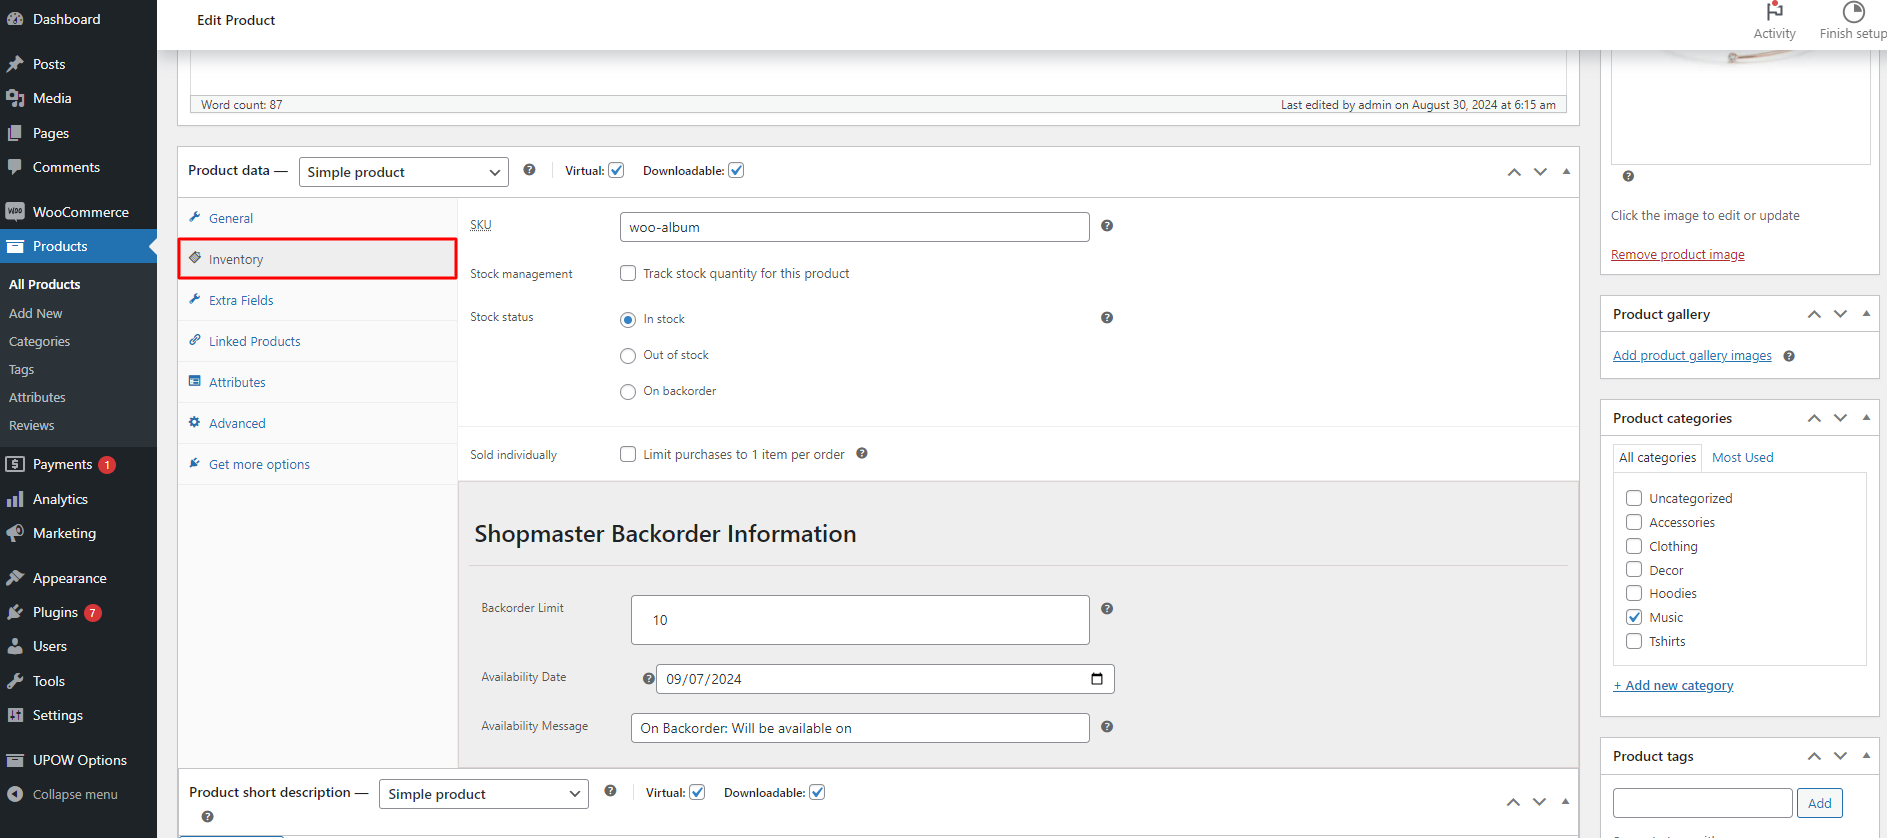 Dashboard
Posts
Media
Pages
Comments
WOO WooCommerce
Products
All Products
Add New
Categories
Tags
Attributes
Reviews
Payments 1
Analytics
Marketing
Appearance
Plugins 7
Users
Tools
Settings
UPOW Options
Collapse menu
Edit Product
Activity
Finish setup
Word count: 87
Last edited by admin on August 30, 2024 at 6:15 am
Product data — Simple product Virtual: Downloadable:
General
Inventory
Extra Fields
Linked Products
Attributes
Advanced
Get more options
SKU woo-album
Stock management Track stock quantity for this product
Stock status In stock
Out of stock
On backorder
Sold individually Limit purchases to 1 item per order
Shopmaster Backorder Information
Backorder Limit 10
Availability Date 09/07/2024
Availability Message On Backorder: Will be available on
Product short description — Simple product Virtual: Downloadable:
Click the image to edit or update
Remove product image
Product gallery
Add product gallery images
Product categories
All categories Most Used
Uncategorized
Accessories
Clothing
Decor
Hoodies
Music
Tshirts
+ Add new category
Product tags
Add